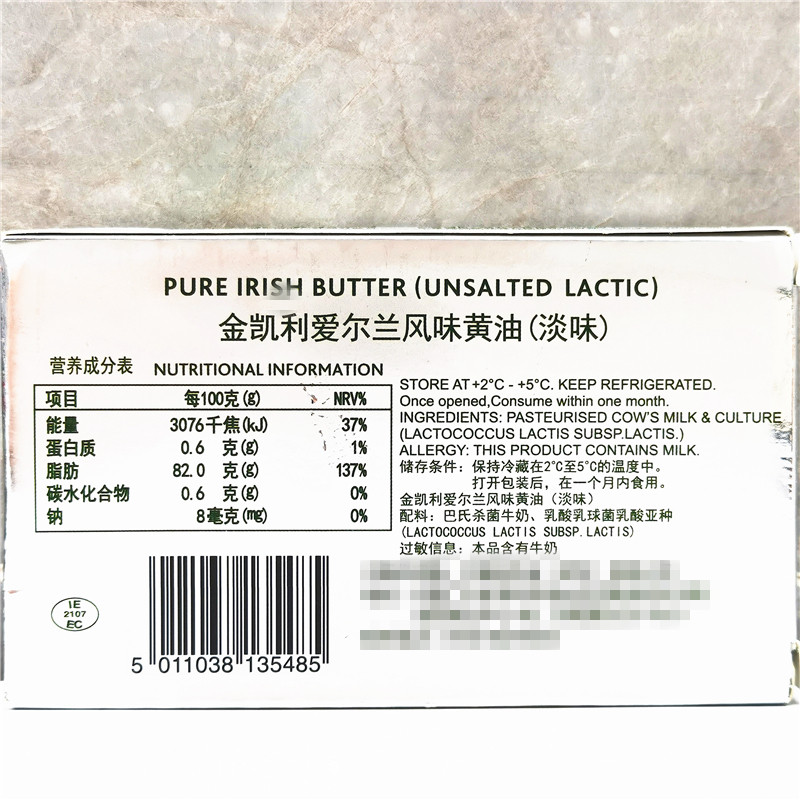 PURE IRISH BUTTER (UNSALTED LACTIC)
金凯利爱尔兰风味黄油(淡味)
营养成分表 NUTRITIONAL INFORMATION
项目 每100克(g) NRV%
能量 3076千焦(kJ) 37%
蛋白质 0.6 克(g) 1%
脂肪 82.0 克(g) 137%
碳水化合物 0.6 克(g) 0%
钠 8毫克(mg) 0%
STORE AT +2°C - +5°C. KEEP REFRIGERATED.
Once opened,Consume within one month.
INGREDIENTS: PASTEURISED COW'S MILK & CULTURE
(LACTOCOCCUS LACTIS SUBSP.LACTIS.)
ALLERGY: THIS PRODUCT CONTAINS MILK.
储存条件：保持冷藏在2°C至5°C的温度中。
打开包装后，在一个月内食用。
金凯利爱尔兰风味黄油（淡味）
配料：巴氏杀菌牛奶、乳酸乳球菌乳酸亚种
(LACTOCOCCUS LACTIS SUBSP.LACTIS)
过敏信息：本品含有牛奶
IE
2107
EC
5 011038 135485